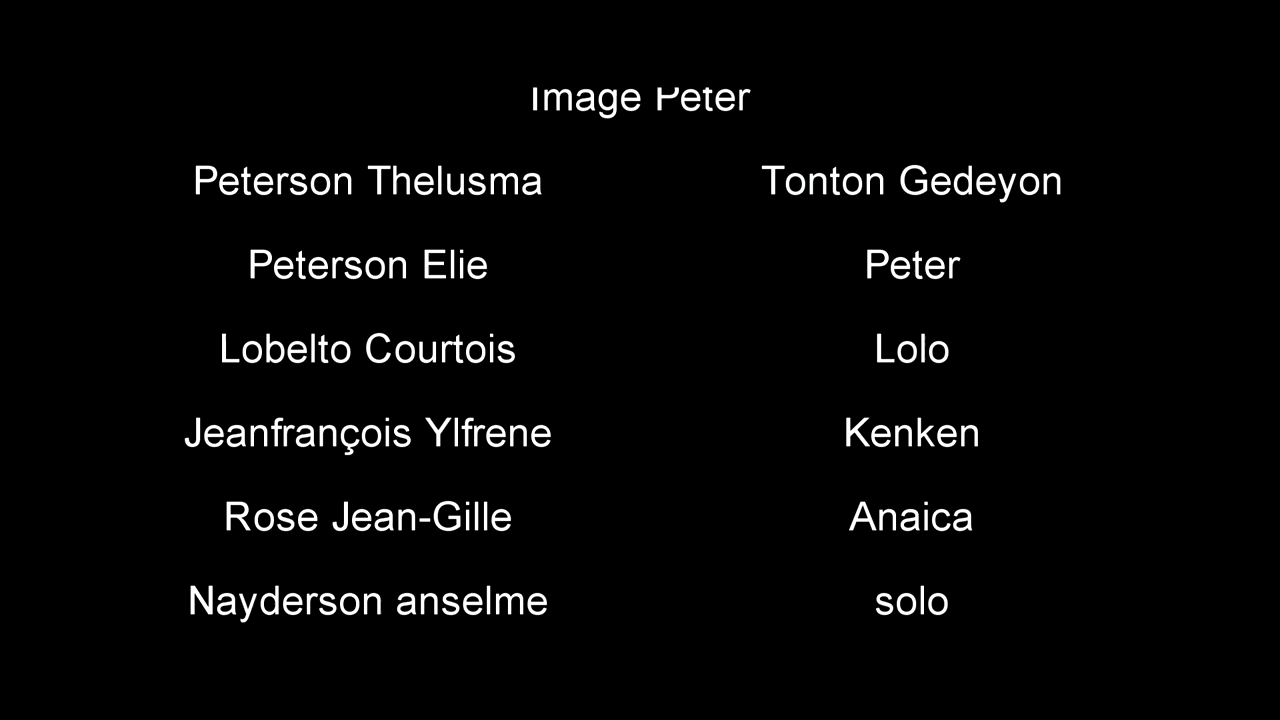 Image Peter
Peterson Thelusma Tonton Gedeyon
Peterson Elie Peter
Lobelto Courtois Lolo
Jeanfrançois Ylfrene Kenken
Rose Jean-Gille Anaica
Nayderson anselme solo